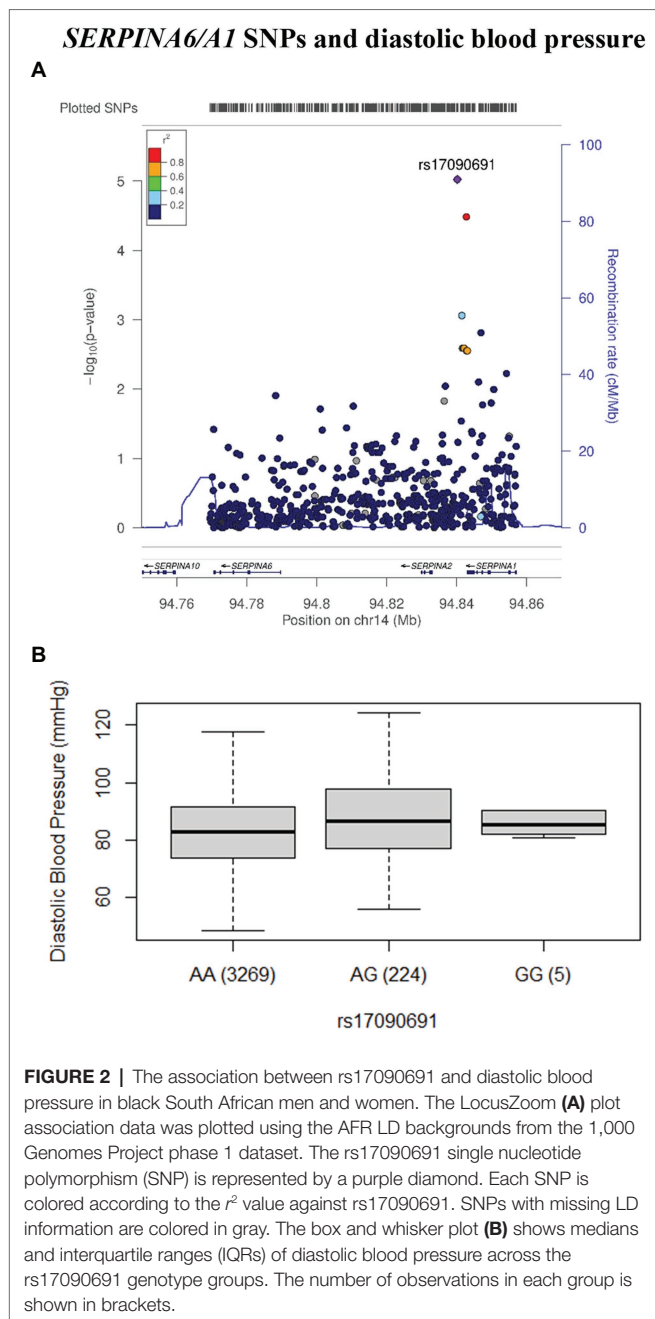 SERPINA6/A1 SNPs and diastolic blood pressure
A
Plotted SNPs
r²
0.8
0.6
0.4
0.2
rs17090691
5
4
3
2
1
0
−log₁₀(p−value)
100
80
60
40
20
0
Recombination rate (cM/Mb)
←SERPINA10
←SERPINA6
←SERPINA2
←SERPINA1
94.76
94.78
94.8
94.82
94.84
94.86
Position on chr14 (Mb)
B
Diastolic Blood Pressure (mmHg)
120
100
80
60
AA (3269)
AG (224)
GG (5)
rs17090691
FIGURE 2 | The association between rs17090691 and diastolic blood
pressure in black South African men and women. The LocusZoom (A) plot
association data was plotted using the AFR LD backgrounds from the 1,000
Genomes Project phase 1 dataset. The rs17090691 single nucleotide
polymorphism (SNP) is represented by a purple diamond. Each SNP is
colored according to the r² value against rs17090691. SNPs with missing LD
information are colored in gray. The box and whisker plot (B) shows medians
and interquartile ranges (IQRs) of diastolic blood pressure across the
rs17090691 genotype groups. The number of observations in each group is
shown in brackets.